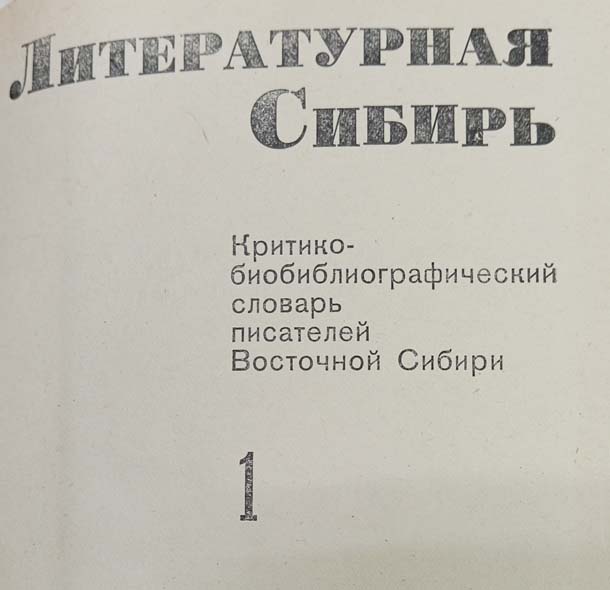 ЛИТЕРАТУРНАЯ
СИБИРЬ
Критико-
биобиблиографический
словарь
писателей
Восточной Сибири
1